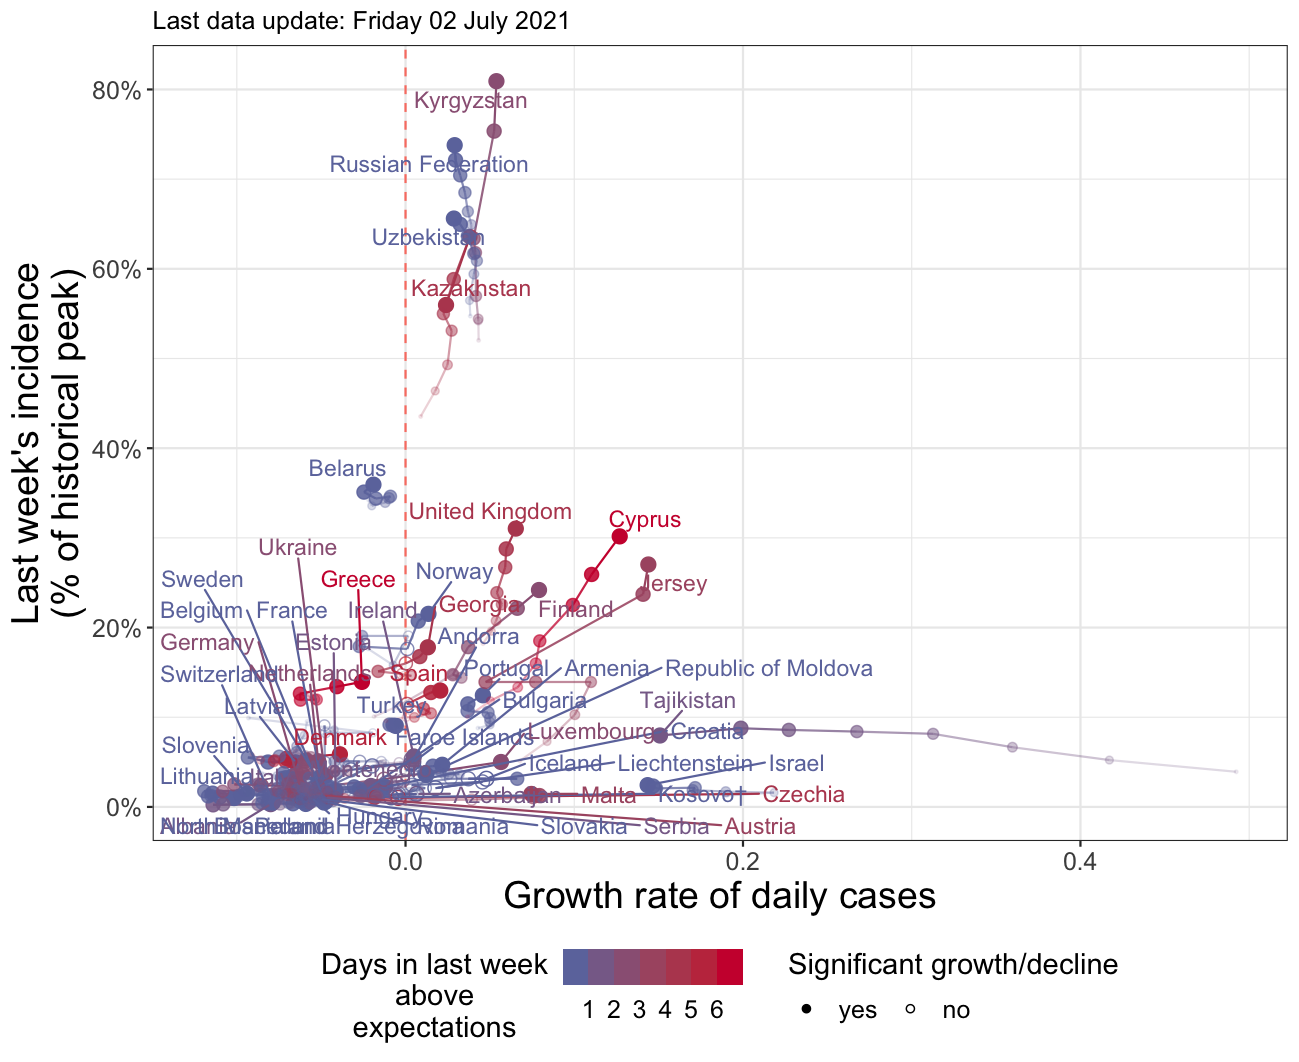 Last data update: Friday 02 July 2021
Last week's incidence
(% of historical peak)
80%
60%
40%
20%
0%
Kyrgyzstan
Russian Federation
Uzbekistan
Kazakhstan
Belarus
United Kingdom
Cyprus
Ukraine
Sweden
Greece
Norway
Jersey
Belgium
France
Ireland
Georgia
Finland
Germany
Estonia
Andorra
Switzerland
Netherlands
Spain
Portugal
Armenia
Republic of Moldova
Latvia
Turkey
Bulgaria
Tajikistan
Slovenia
Denmark
Faroe Islands
Luxembourg
Croatia
Lithuania
Iceland
Liechtenstein
Israel
Azerbaijan
Malta
Kosovo†
Czechia
Hungary
Poland
Herzegovina
Romania
Slovakia
Serbia
Austria
0.0
0.2
0.4
Growth rate of daily cases
Days in last week
above
expectations
1 2 3 4 5 6
Significant growth/decline
yes
no